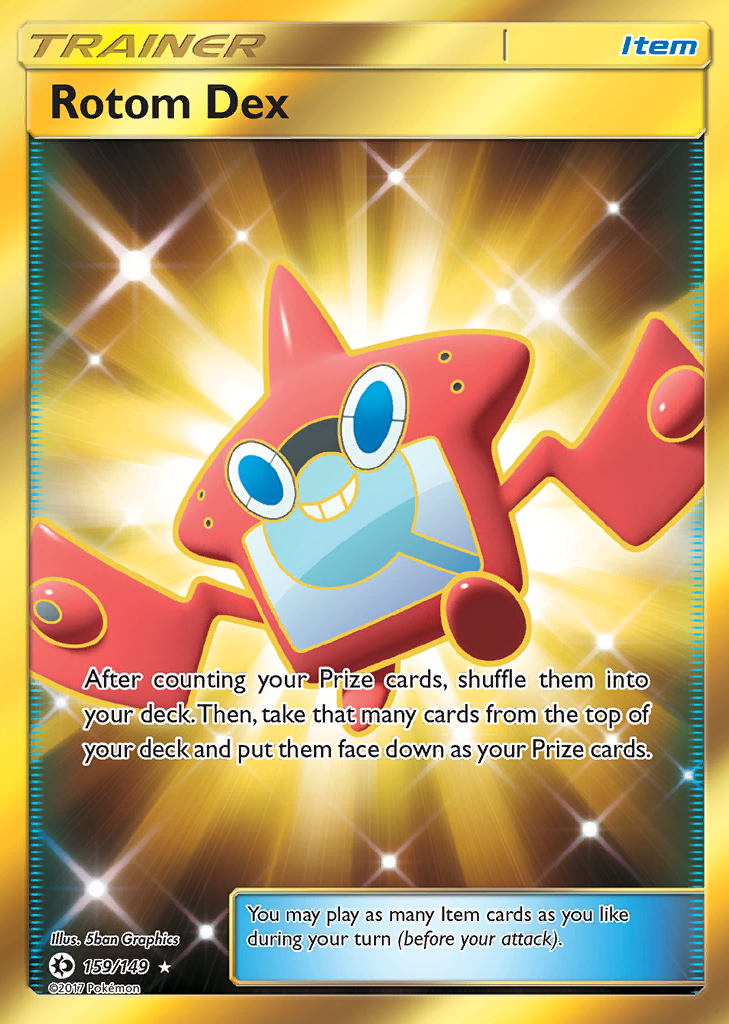 TRAINER
Item
Rotom Dex
After counting your Prize cards, shuffle them into
your deck. Then, take that many cards from the top of
your deck and put them face down as your Prize cards.
You may play as many Item cards as you like
during your turn (before your attack).
Illus. 5ban Graphics
159/149 ★
©2017 Pokémon